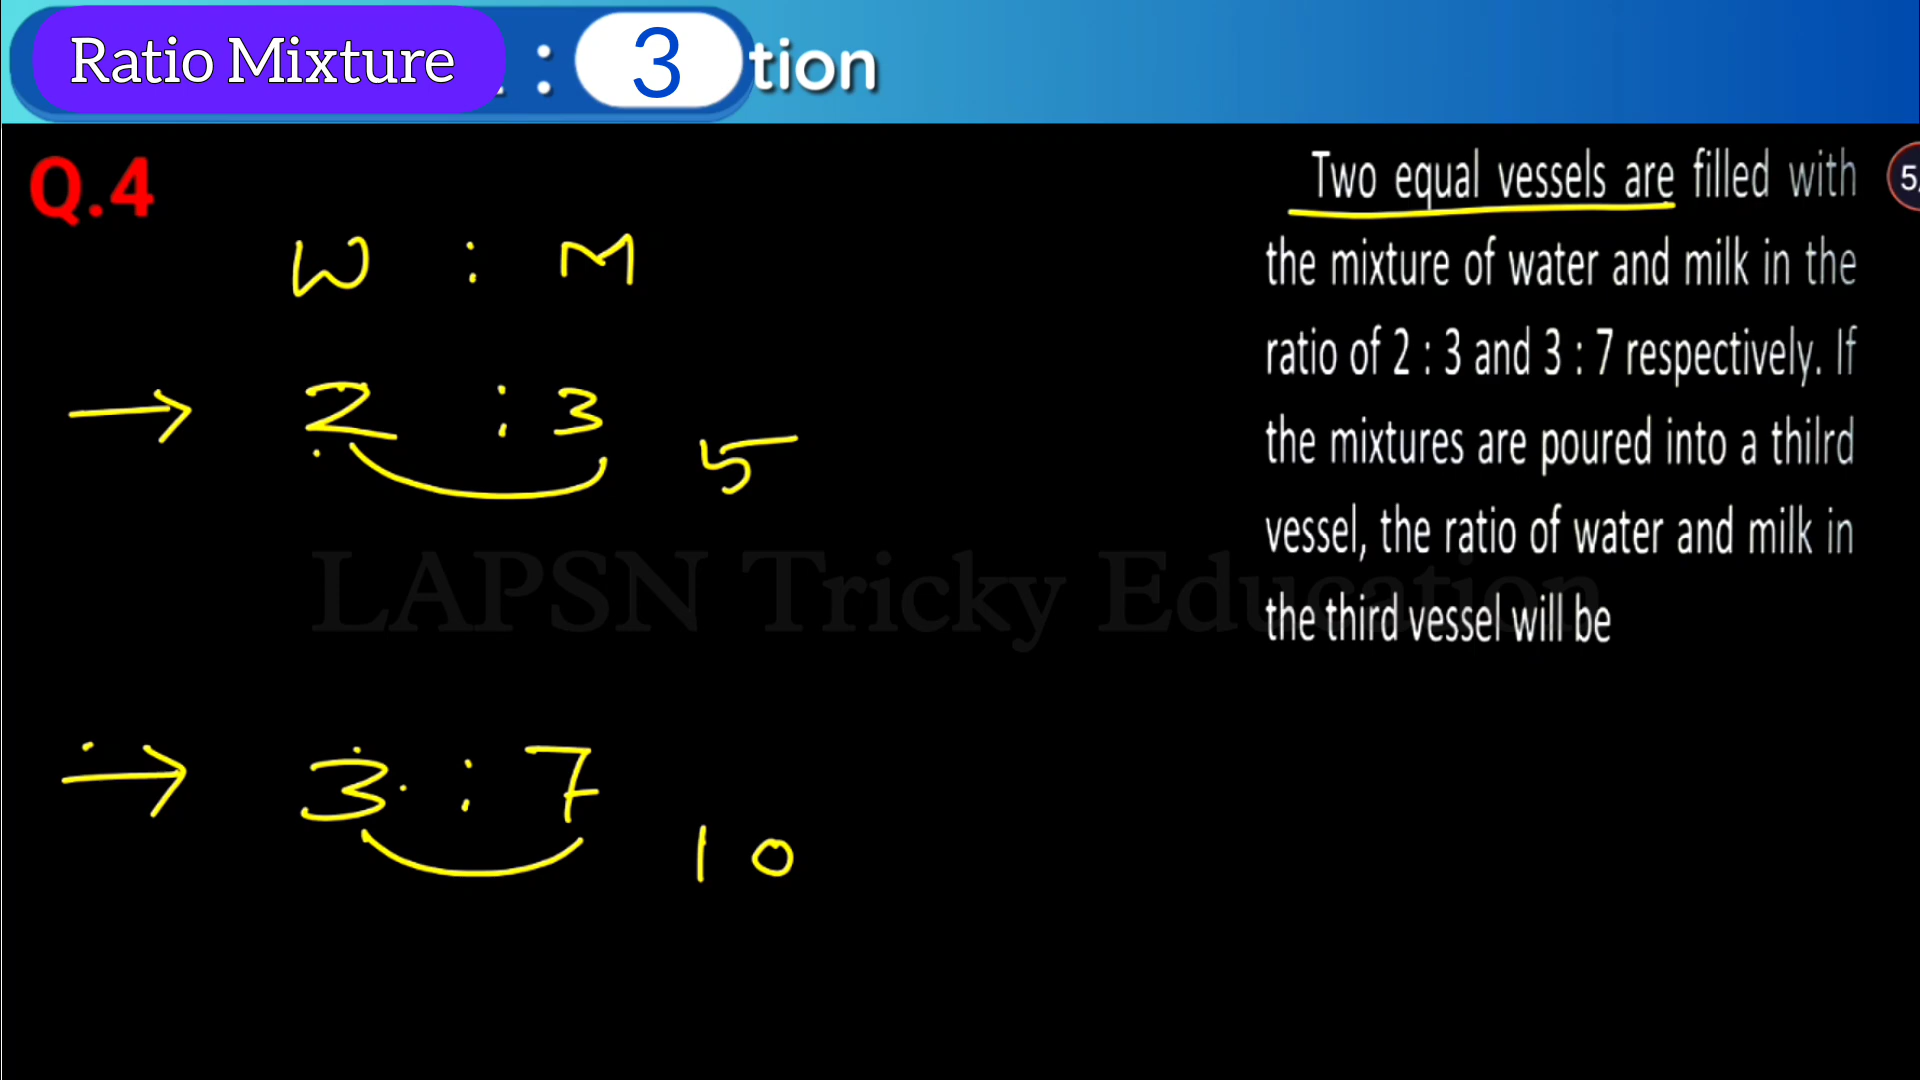 Ratio Mixture : 3 tion
Q.4
Two equal vessels are filled with
the mixture of water and milk in the
ratio of 2 : 3 and 3 : 7 respectively. If
the mixtures are poured into a thilrd
vessel, the ratio of water and milk in
the third vessel will be
W : M
→ 2 : 3 5
→ 3 : 7 10
LAPSN Tricky Education